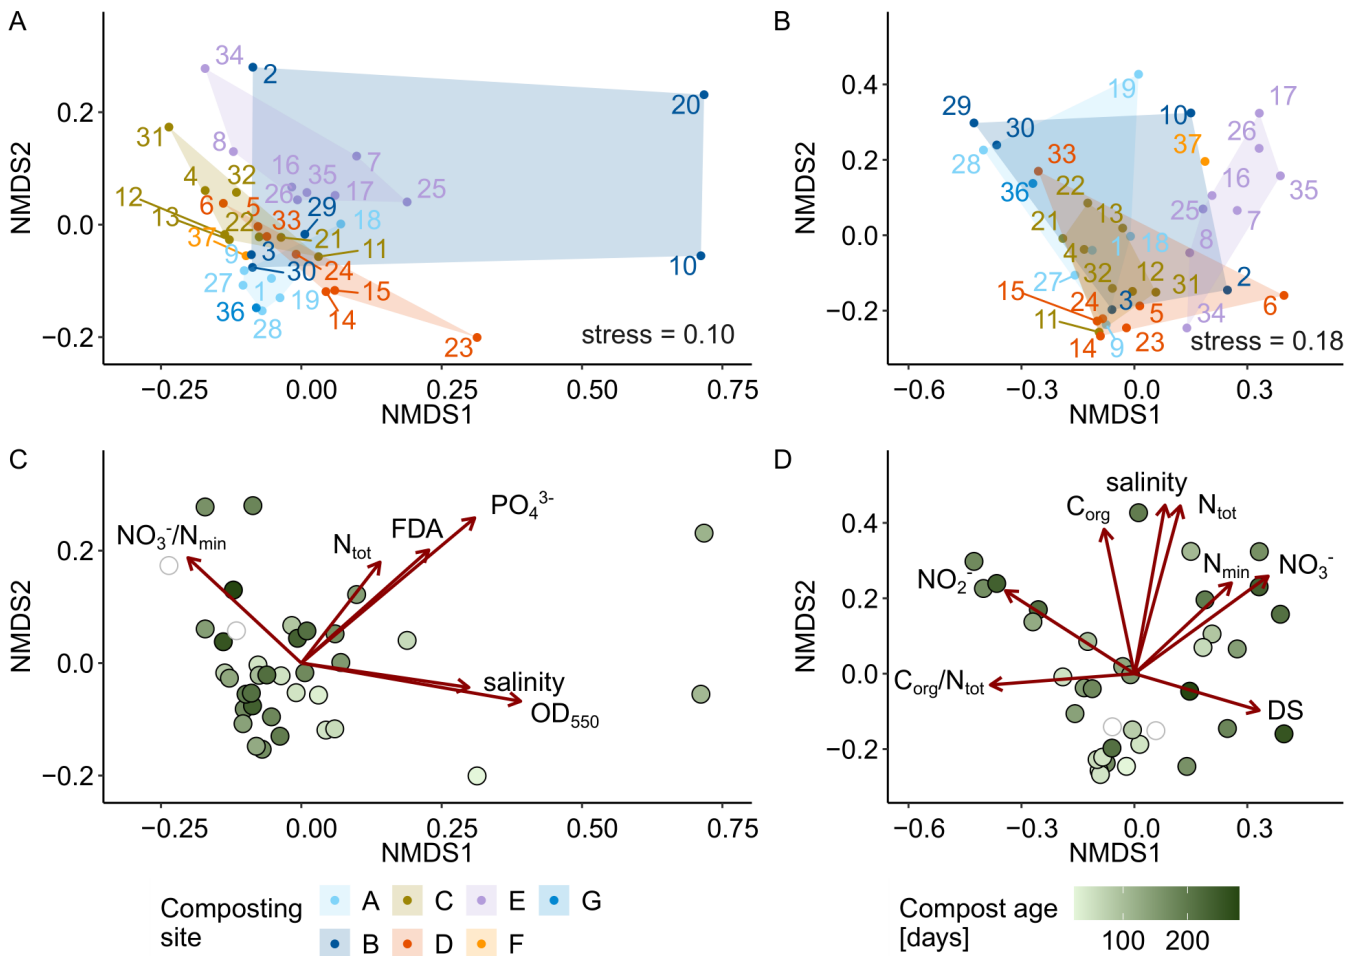 A
NMDS2
0.2
0.0
−0.2
34
2
20
31
8
7
4
32
16
35
12
6
5
26
17
25
29
18
13
22
33
21
11
37
9
3
30
24
10
27
1
19
15
36
28
14
23
stress = 0.10
−0.25
0.00
0.25
0.50
0.75
NMDS1
B
NMDS2
0.4
0.2
0.0
−0.2
19
29
30
10
17
28
37
26
33
36
22
16
35
21
13
25
7
4
1
18
8
27
32
12
31
2
15
24
3
5
6
11
34
14
9
23
stress = 0.18
−0.6
−0.3
0.0
0.3
NMDS1
C
NMDS2
0.2
0.0
−0.2
NO₃⁻/Nmin
Ntot
FDA
PO₄³⁻
salinity
OD₅₅₀
−0.25
0.00
0.25
0.50
0.75
NMDS1
D
NMDS2
0.4
0.2
0.0
−0.2
salinity
Corg
Ntot
NO₂⁻
Nmin
NO₃⁻
Corg/Ntot
DS
−0.6
−0.3
0.0
0.3
NMDS1
Composting
site
A
C
E
G
B
D
F
Compost age
[days]
100 200